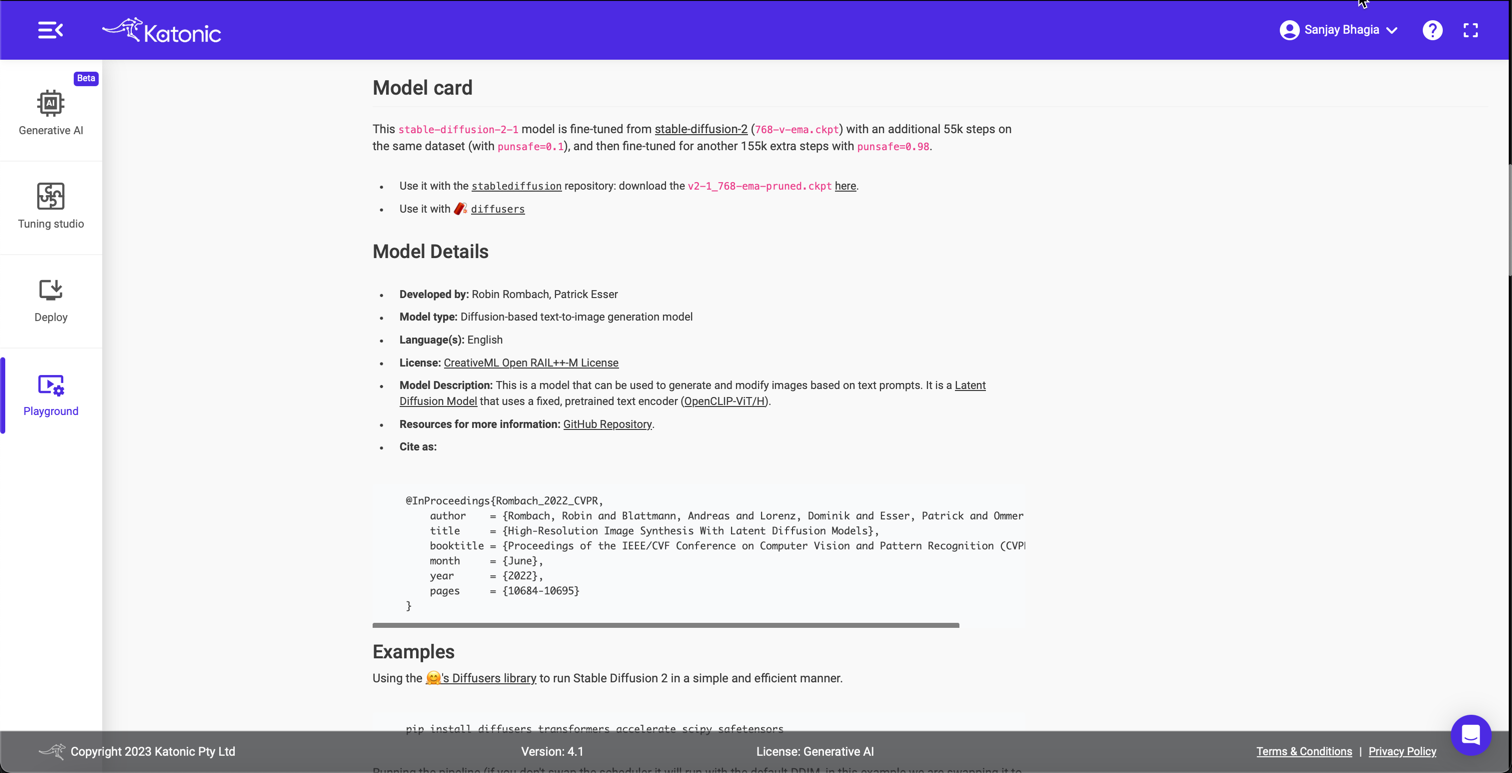 Katonic
Sanjay Bhagia
?
Beta
AI
Generative AI
Tuning studio
Deploy
Playground
Model card
This stable-diffusion-2-1 model is fine-tuned from stable-diffusion-2 (768-v-ema.ckpt) with an additional 55k steps on
the same dataset (with punsafe=0.1), and then fine-tuned for another 155k extra steps with punsafe=0.98.
• Use it with the stablediffusion repository: download the v2-1_768-ema-pruned.ckpt here.
• Use it with 🧨 diffusers
Model Details
• Developed by: Robin Rombach, Patrick Esser
• Model type: Diffusion-based text-to-image generation model
• Language(s): English
• License: CreativeML Open RAIL++-M License
• Model Description: This is a model that can be used to generate and modify images based on text prompts. It is a Latent
Diffusion Model that uses a fixed, pretrained text encoder (OpenCLIP-ViT/H).
• Resources for more information: GitHub Repository.
• Cite as:
@InProceedings{Rombach_2022_CVPR,
author = {Rombach, Robin and Blattmann, Andreas and Lorenz, Dominik and Esser, Patrick and Ommer
title = {High-Resolution Image Synthesis With Latent Diffusion Models},
booktitle = {Proceedings of the IEEE/CVF Conference on Computer Vision and Pattern Recognition (CVP
month = {June},
year = {2022},
pages = {10684-10695}
}
Examples
Using the 🤗's Diffusers library to run Stable Diffusion 2 in a simple and efficient manner.
pip install diffusers transformers accelerate scipy safetensors
Copyright 2023 Katonic Pty Ltd
Version: 4.1
License: Generative AI
Terms & Conditions | Privacy Policy
Running the pipeline (if you don't swap the scheduler it will run with the default DDIM, in this example we are swapping it to